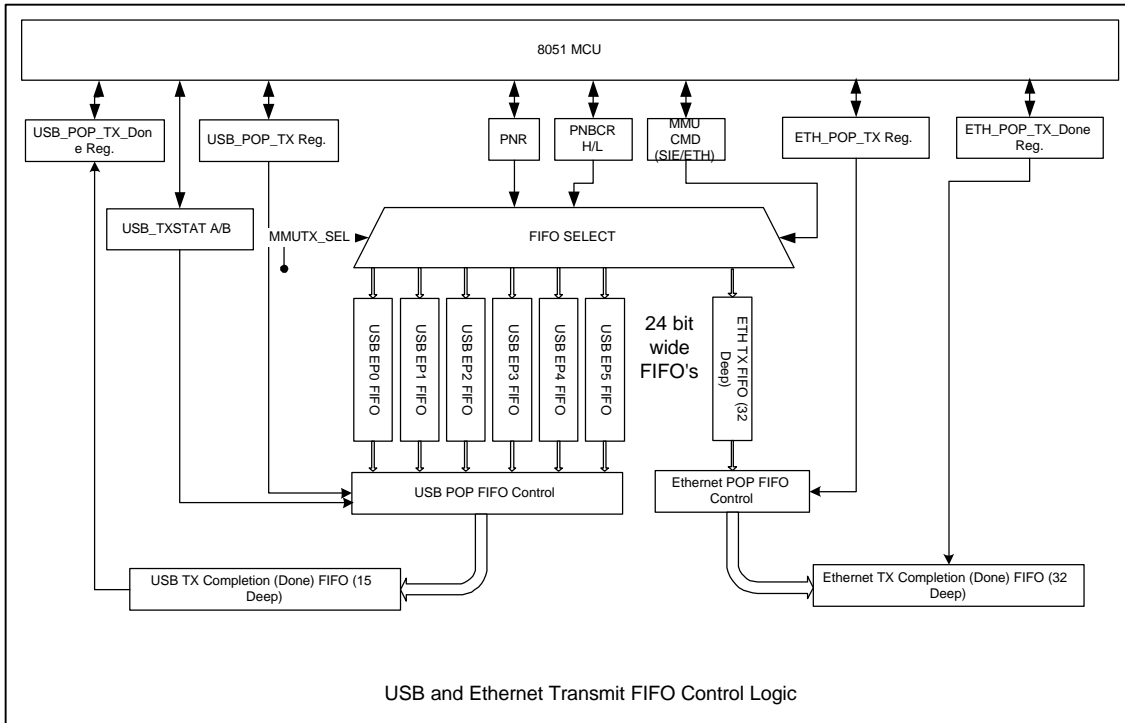 8051 MCU
USB_POP_TX_Don
e Reg.
USB_POP_TX Reg.
PNR
PNBCR
H/L
MMU
CMD
(SIE/ETH)
ETH_POP_TX Reg.
ETH_POP_TX_Done
Reg.
USB_TXSTAT A/B
MMUTX_SEL
FIFO SELECT
USB EP0 FIFO
USB EP1 FIFO
USB EP2 FIFO
USB EP3 FIFO
USB EP4 FIFO
USB EP5 FIFO
24 bit
wide
FIFO's
ETH TX FIFO (32
Deep)
USB POP FIFO Control
Ethernet POP FIFO
Control
USB TX Completion (Done) FIFO (15
Deep)
Ethernet TX Completion (Done) FIFO (32
Deep)
USB and Ethernet Transmit FIFO Control Logic